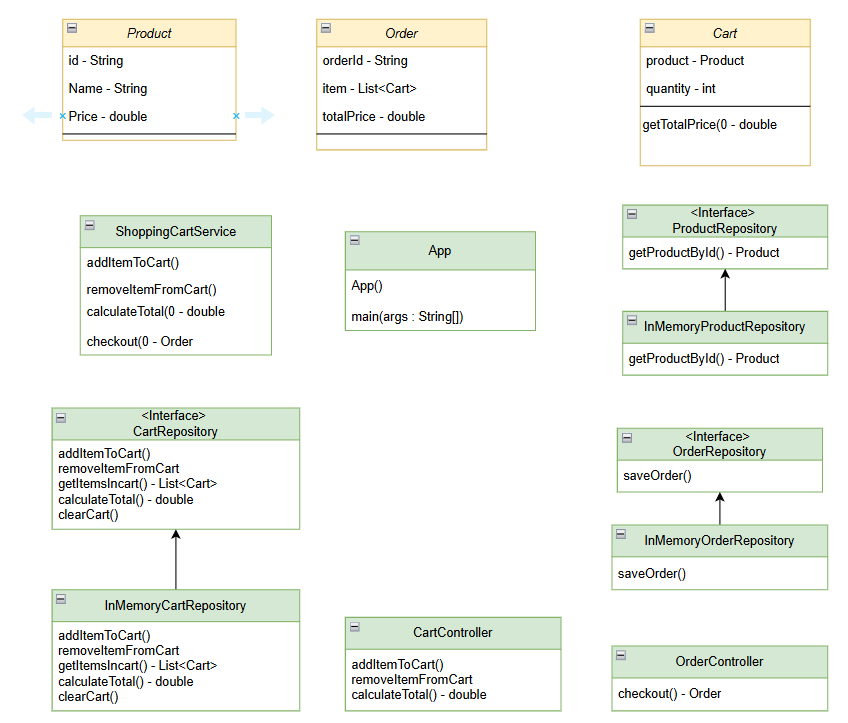 Product
id - String
Name - String
Price - double
Order
orderId - String
item - List<Cart>
totalPrice - double
Cart
product - Product
quantity - int
getTotalPrice(0 - double
ShoppingCartService
addItemToCart()
removeItemFromCart()
calculateTotal(0 - double
checkout(0 - Order
App
App()
main(args : String[])
<Interface>
ProductRepository
getProductById() - Product
InMemoryProductRepository
getProductById() - Product
<Interface>
CartRepository
addItemToCart()
removeItemFromCart
getItemsIncart() - List<Cart>
calculateTotal() - double
clearCart()
<Interface>
OrderRepository
saveOrder()
InMemoryOrderRepository
saveOrder()
InMemoryCartRepository
addItemToCart()
removeItemFromCart
getItemsIncart() - List<Cart>
calculateTotal() - double
clearCart()
CartController
addItemToCart()
removeItemFromCart
calculateTotal() - double
OrderController
checkout() - Order